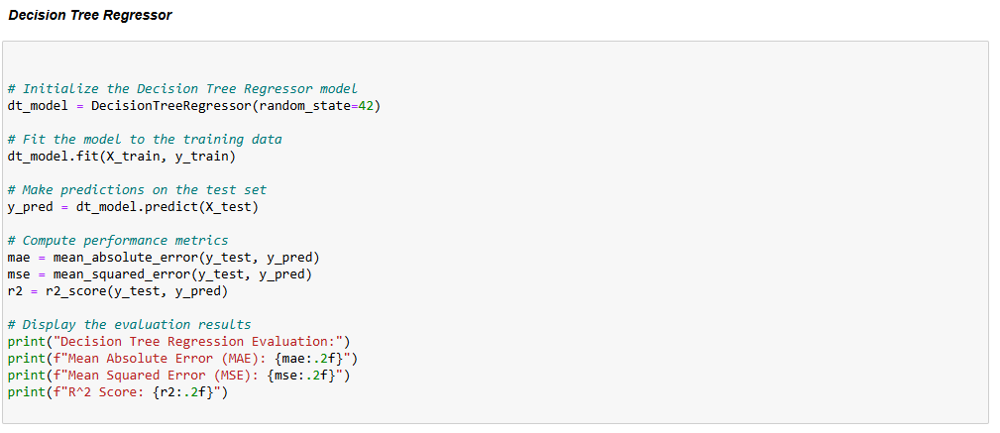 Decision Tree Regressor
# Initialize the Decision Tree Regressor model
dt_model = DecisionTreeRegressor(random_state=42)
# Fit the model to the training data
dt_model.fit(X_train, y_train)
# Make predictions on the test set
y_pred = dt_model.predict(X_test)
# Compute performance metrics
mae = mean_absolute_error(y_test, y_pred)
mse = mean_squared_error(y_test, y_pred)
r2 = r2_score(y_test, y_pred)
# Display the evaluation results
print("Decision Tree Regression Evaluation:")
print(f"Mean Absolute Error (MAE): {mae:.2f}")
print(f"Mean Squared Error (MSE): {mse:.2f}")
print(f"R^2 Score: {r2:.2f}")